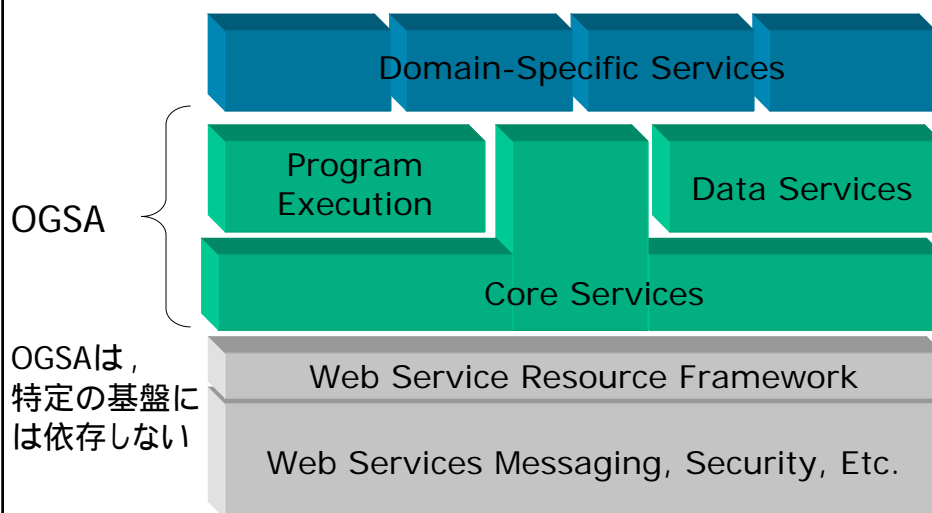 Domain-Specific Services
Program
Execution
Data Services
OGSA
Core Services
OGSAは,
特定の基盤に
は依存しない
Web Service Resource Framework
Web Services Messaging, Security, Etc.